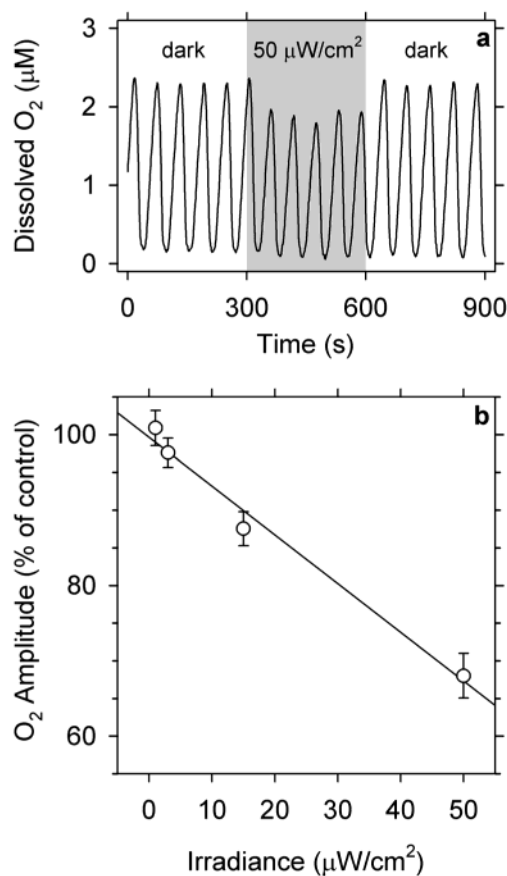 a
dark 50 μW/cm² dark
Dissolved O₂ (μM)
3
2
1
0
0 300 600 900
Time (s)
b
O₂ Amplitude (% of control)
100
80
60
0 10 20 30 40 50
Irradiance (μW/cm²)